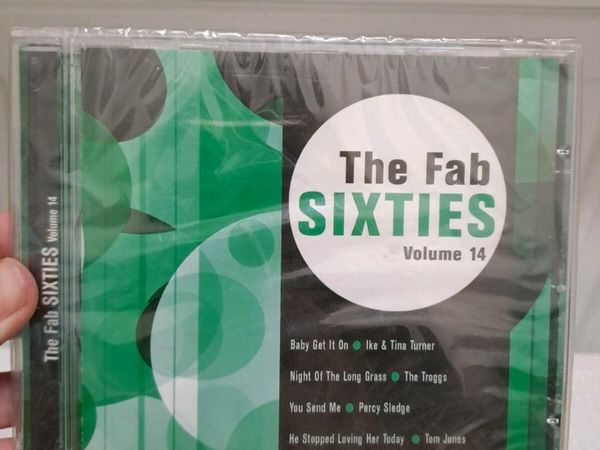 The Fab
SIXTIES
Volume 14
Baby Get It On ● Ike & Tina Turner
Night Of The Long Grass ● The Troggs
You Send Me ● Percy Sledge
He Stopped Loving Her Today ● Tom Jones
The Fab SIXTIES Volume 14